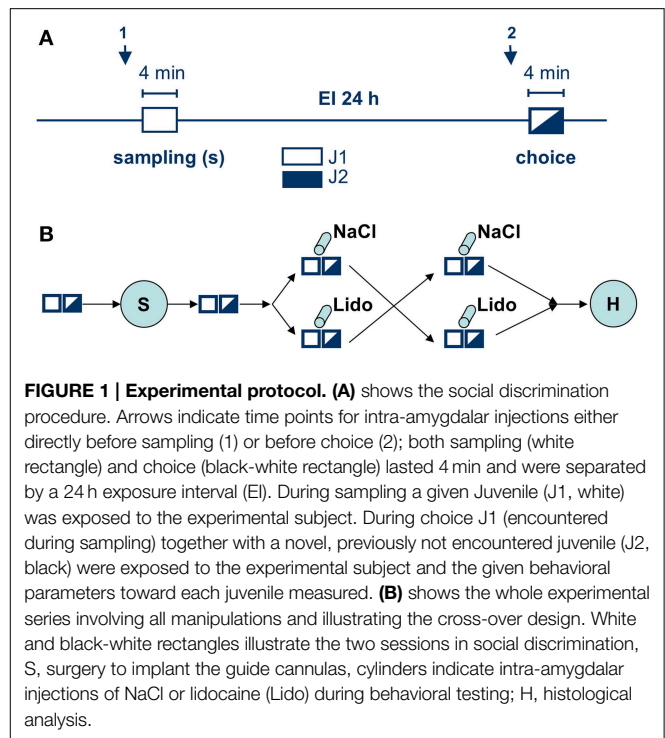 A
1
2
4 min
4 min
EI 24 h
sampling (s)
J1
J2
choice
B
NaCl
NaCl
S
Lido
Lido
H
FIGURE 1 | Experimental protocol. (A) shows the social discrimination
procedure. Arrows indicate time points for intra-amygdalar injections either
directly before sampling (1) or before choice (2); both sampling (white
rectangle) and choice (black-white rectangle) lasted 4 min and were separated
by a 24 h exposure interval (EI). During sampling a given Juvenile (J1, white)
was exposed to the experimental subject. During choice J1 (encountered
during sampling) together with a novel, previously not encountered juvenile (J2,
black) were exposed to the experimental subject and the given behavioral
parameters toward each juvenile measured. (B) shows the whole experimental
series involving all manipulations and illustrating the cross-over design. White
and black-white rectangles illustrate the two sessions in social discrimination,
S, surgery to implant the guide cannulas, cylinders indicate intra-amygdalar
injections of NaCl or lidocaine (Lido) during behavioral testing; H, histological
analysis.